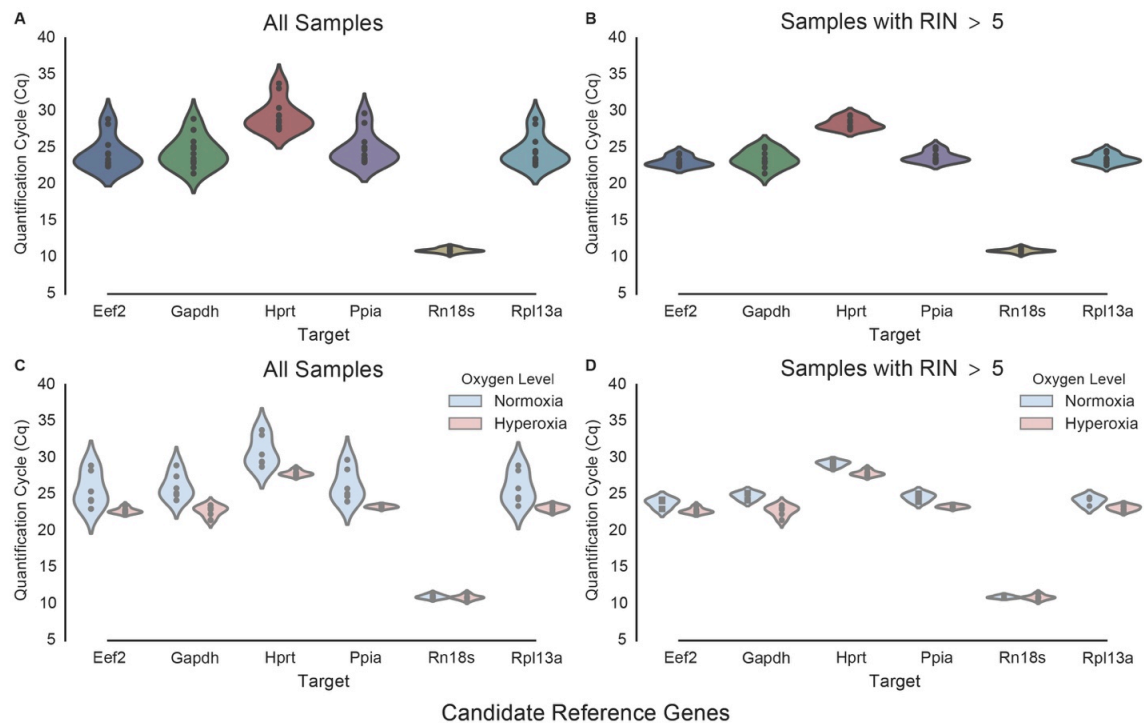 A
All Samples
Quantification Cycle (Cq)
40
35
30
25
20
15
10
5
Eef2 Gapdh Hprt Ppia Rn18s Rpl13a
Target
B
Samples with RIN > 5
Quantification Cycle (Cq)
40
35
30
25
20
15
10
5
Eef2 Gapdh Hprt Ppia Rn18s Rpl13a
Target
C
All Samples
Quantification Cycle (Cq)
40
35
30
25
20
15
10
5
Oxygen Level
Normoxia
Hyperoxia
Eef2 Gapdh Hprt Ppia Rn18s Rpl13a
Target
D
Samples with RIN > 5
Quantification Cycle (Cq)
40
35
30
25
20
15
10
5
Oxygen Level
Normoxia
Hyperoxia
Eef2 Gapdh Hprt Ppia Rn18s Rpl13a
Target
Candidate Reference Genes